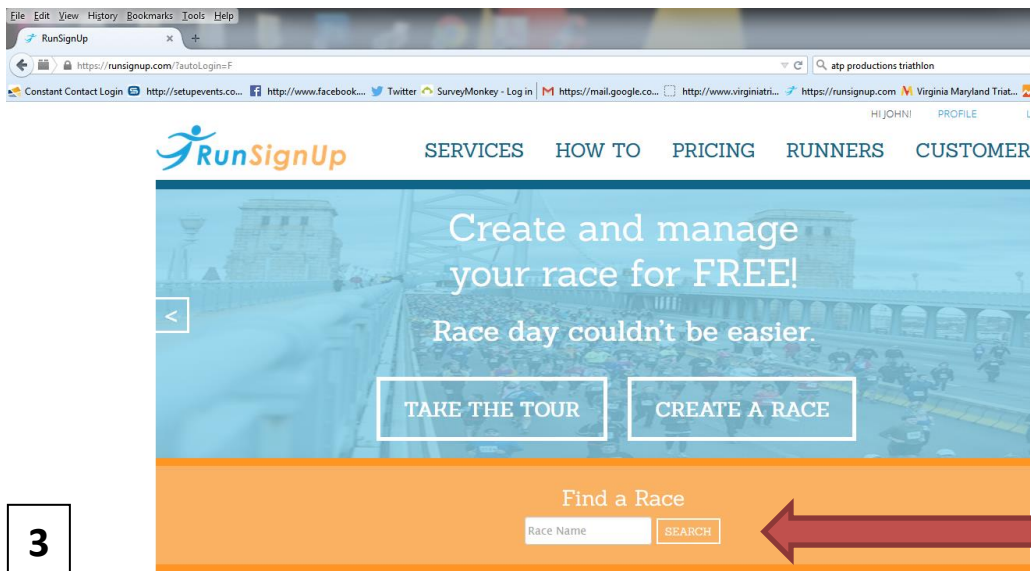 File Edit View History Bookmarks Tools Help
RunSignUp × +
https://runsignup.com/?autoLogin=F
atp productions triathlon
Constant Contact Login http://setupevents.co... http://www.facebook.... Twitter SurveyMonkey - Log in https://mail.google.co... http://www.virginiatri... https://runsignup.com Virginia Maryland Triat...
HI JOHN! PROFILE
RunSignUp
SERVICES HOW TO PRICING RUNNERS CUSTOMER
Create and manage
your race for FREE!
<
Race day couldn't be easier.
TAKE THE TOUR CREATE A RACE
Find a Race
Race Name SEARCH
3